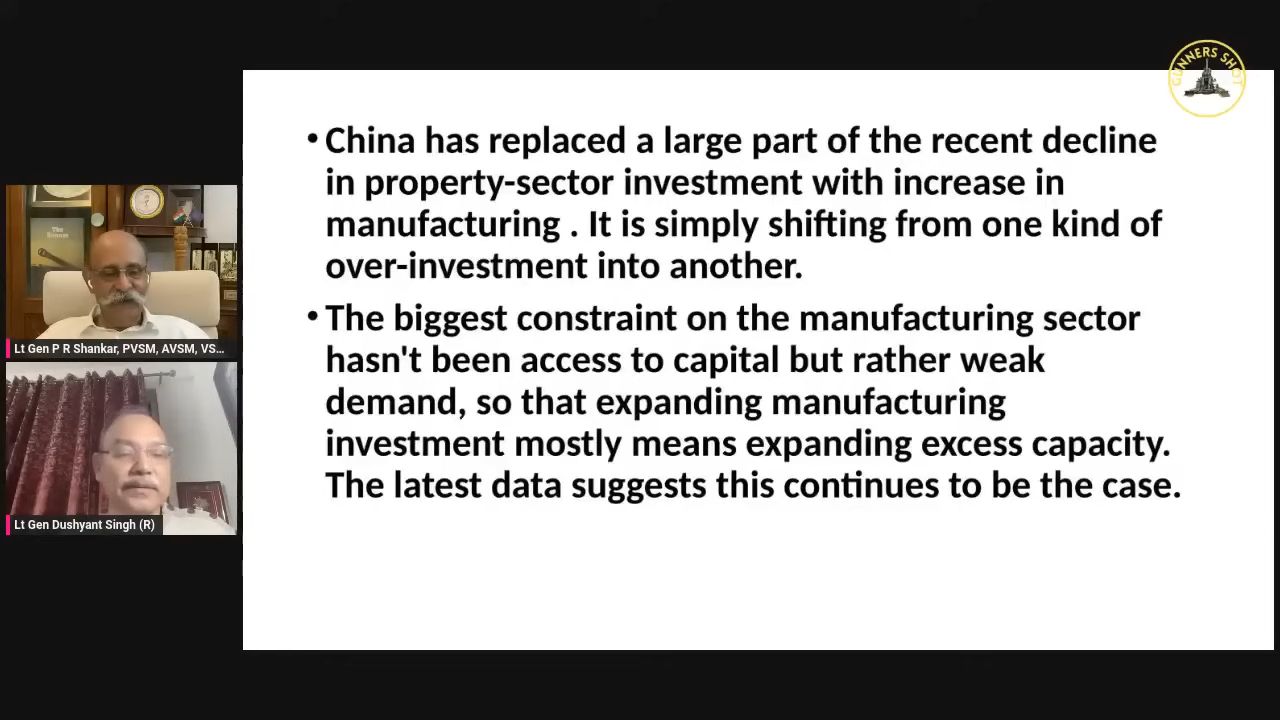 GUNNERS SHOT
• China has replaced a large part of the recent decline
in property-sector investment with increase in
manufacturing . It is simply shifting from one kind of
over-investment into another.
• The biggest constraint on the manufacturing sector
hasn't been access to capital but rather weak
demand, so that expanding manufacturing
investment mostly means expanding excess capacity.
The latest data suggests this continues to be the case.
Lt Gen P R Shankar, PVSM, AVSM, VS...
Lt Gen Dushyant Singh (R)